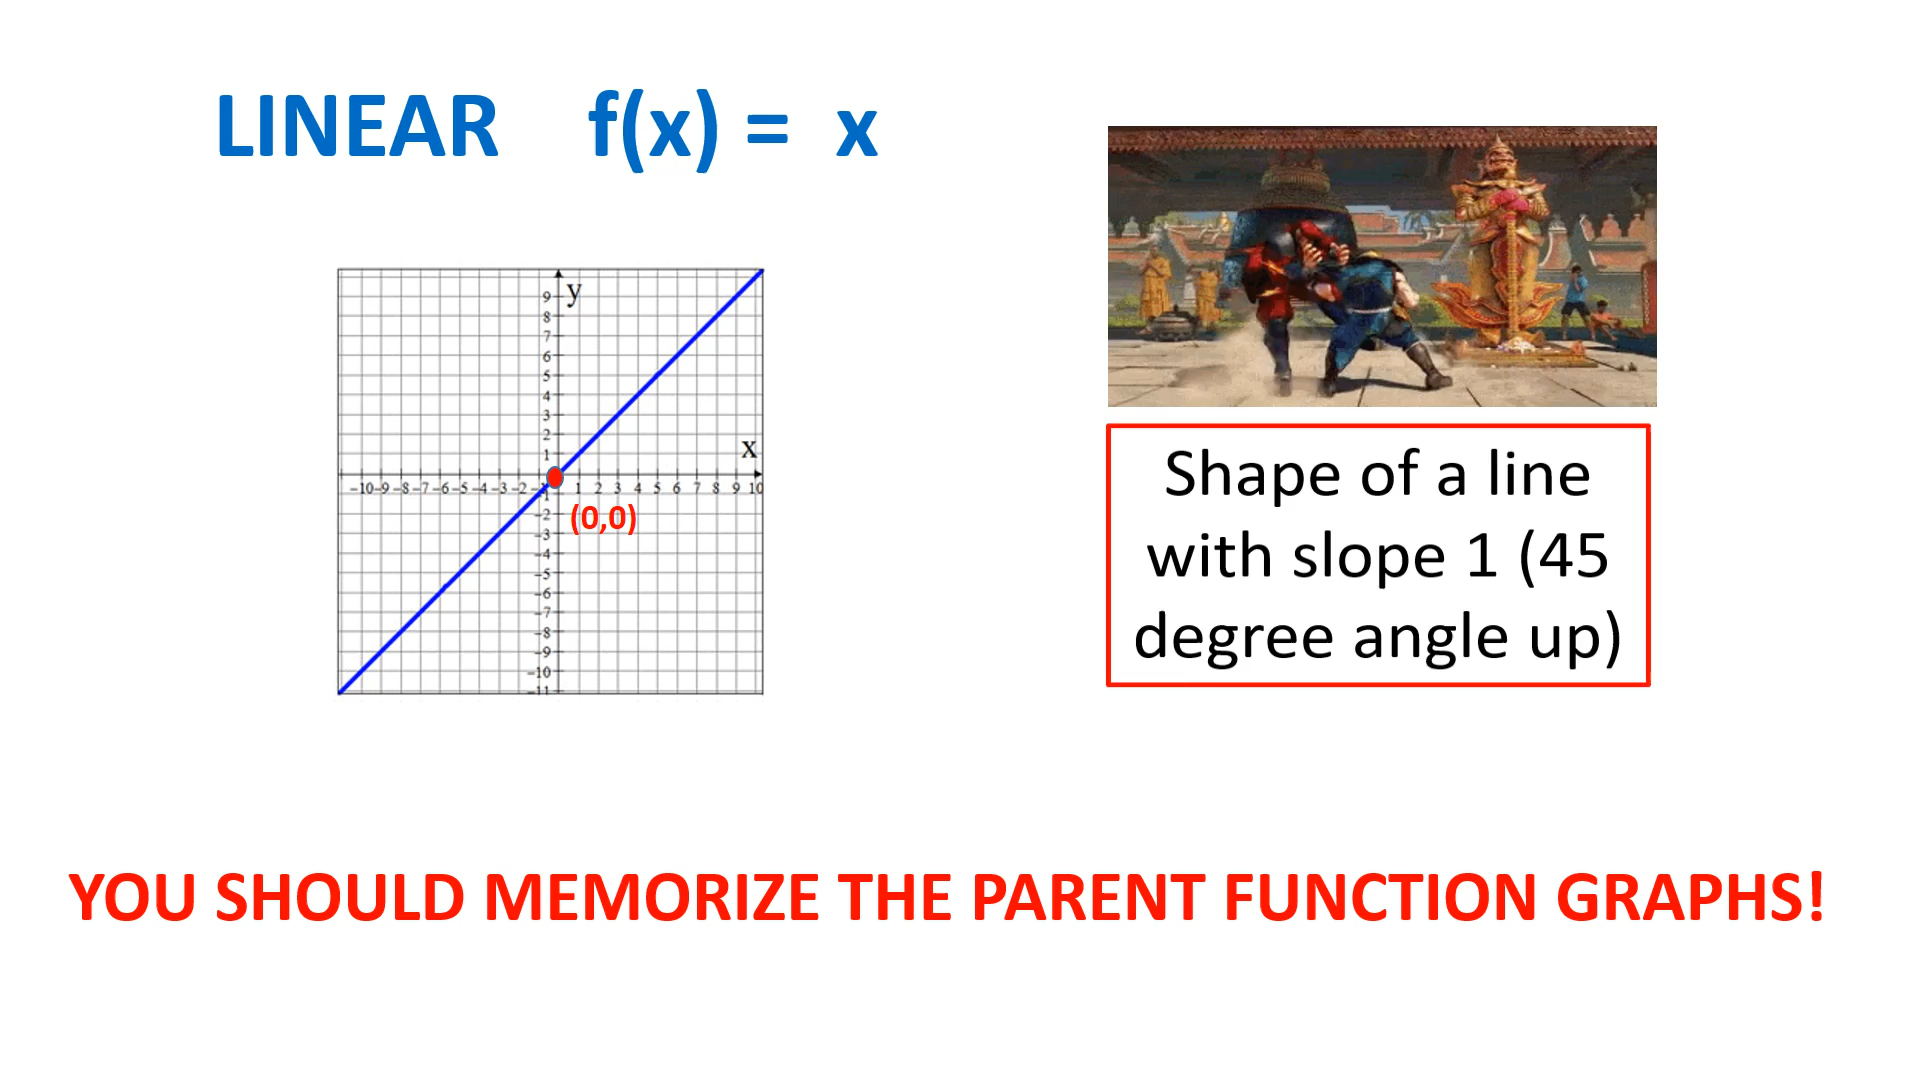 LINEAR f(x) = x
y
9
8
7
6
5
4
3
2
1
x
-10 -9 -8 -7 -6 -5 -4 -3 -2 -1 1 2 3 4 5 6 7 8 9 10
-1
(0,0)
-2
-3
-4
-5
-6
-7
-8
-9
-10
-11
Shape of a line
with slope 1 (45
degree angle up)
YOU SHOULD MEMORIZE THE PARENT FUNCTION GRAPHS!